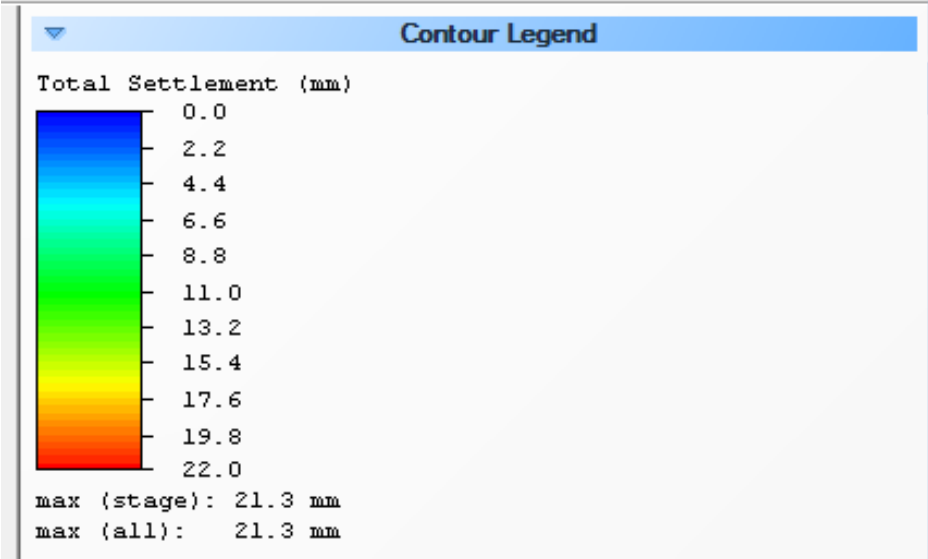 Contour Legend
Total Settlement (mm)
0.0
2.2
4.4
6.6
8.8
11.0
13.2
15.4
17.6
19.8
22.0
max (stage): 21.3 mm
max (all): 21.3 mm